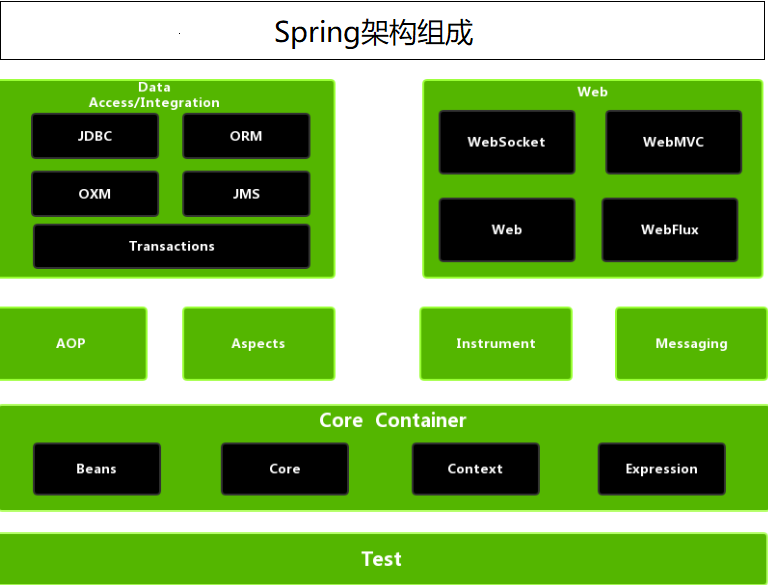 Spring架构组成
Data
Access/Integration
JDBC
ORM
OXM
JMS
Transactions
Web
WebSocket
WebMVC
Web
WebFlux
AOP
Aspects
Instrument
Messaging
Core Container
Beans
Core
Context
Expression
Test